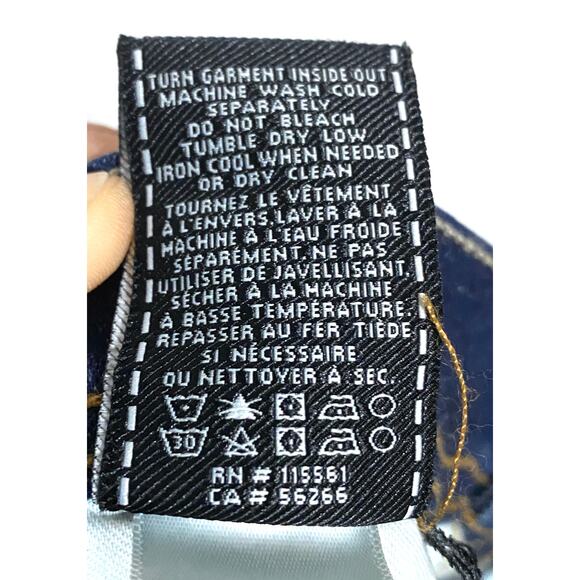 TURN GARMENT INSIDE OUT
MACHINE WASH COLD
SEPARATELY
DO NOT BLEACH
TUMBLE DRY LOW
IRON COOL WHEN NEEDED
OR DRY CLEAN
TOURNEZ LE VÊTEMENT
À L'ENVERS, LAVER À LA
MACHINE À L'EAU FROIDE
SÉPARÉMENT, NE PAS
UTILISER DE JAVELLISANT,
SÉCHER À LA MACHINE
À BASSE TEMPÉRATURE,
REPASSER AU FER TIÈDE
SI NÉCESSAIRE
OU NETTOYER À SEC.
30
RN # 115561
CA # 56266